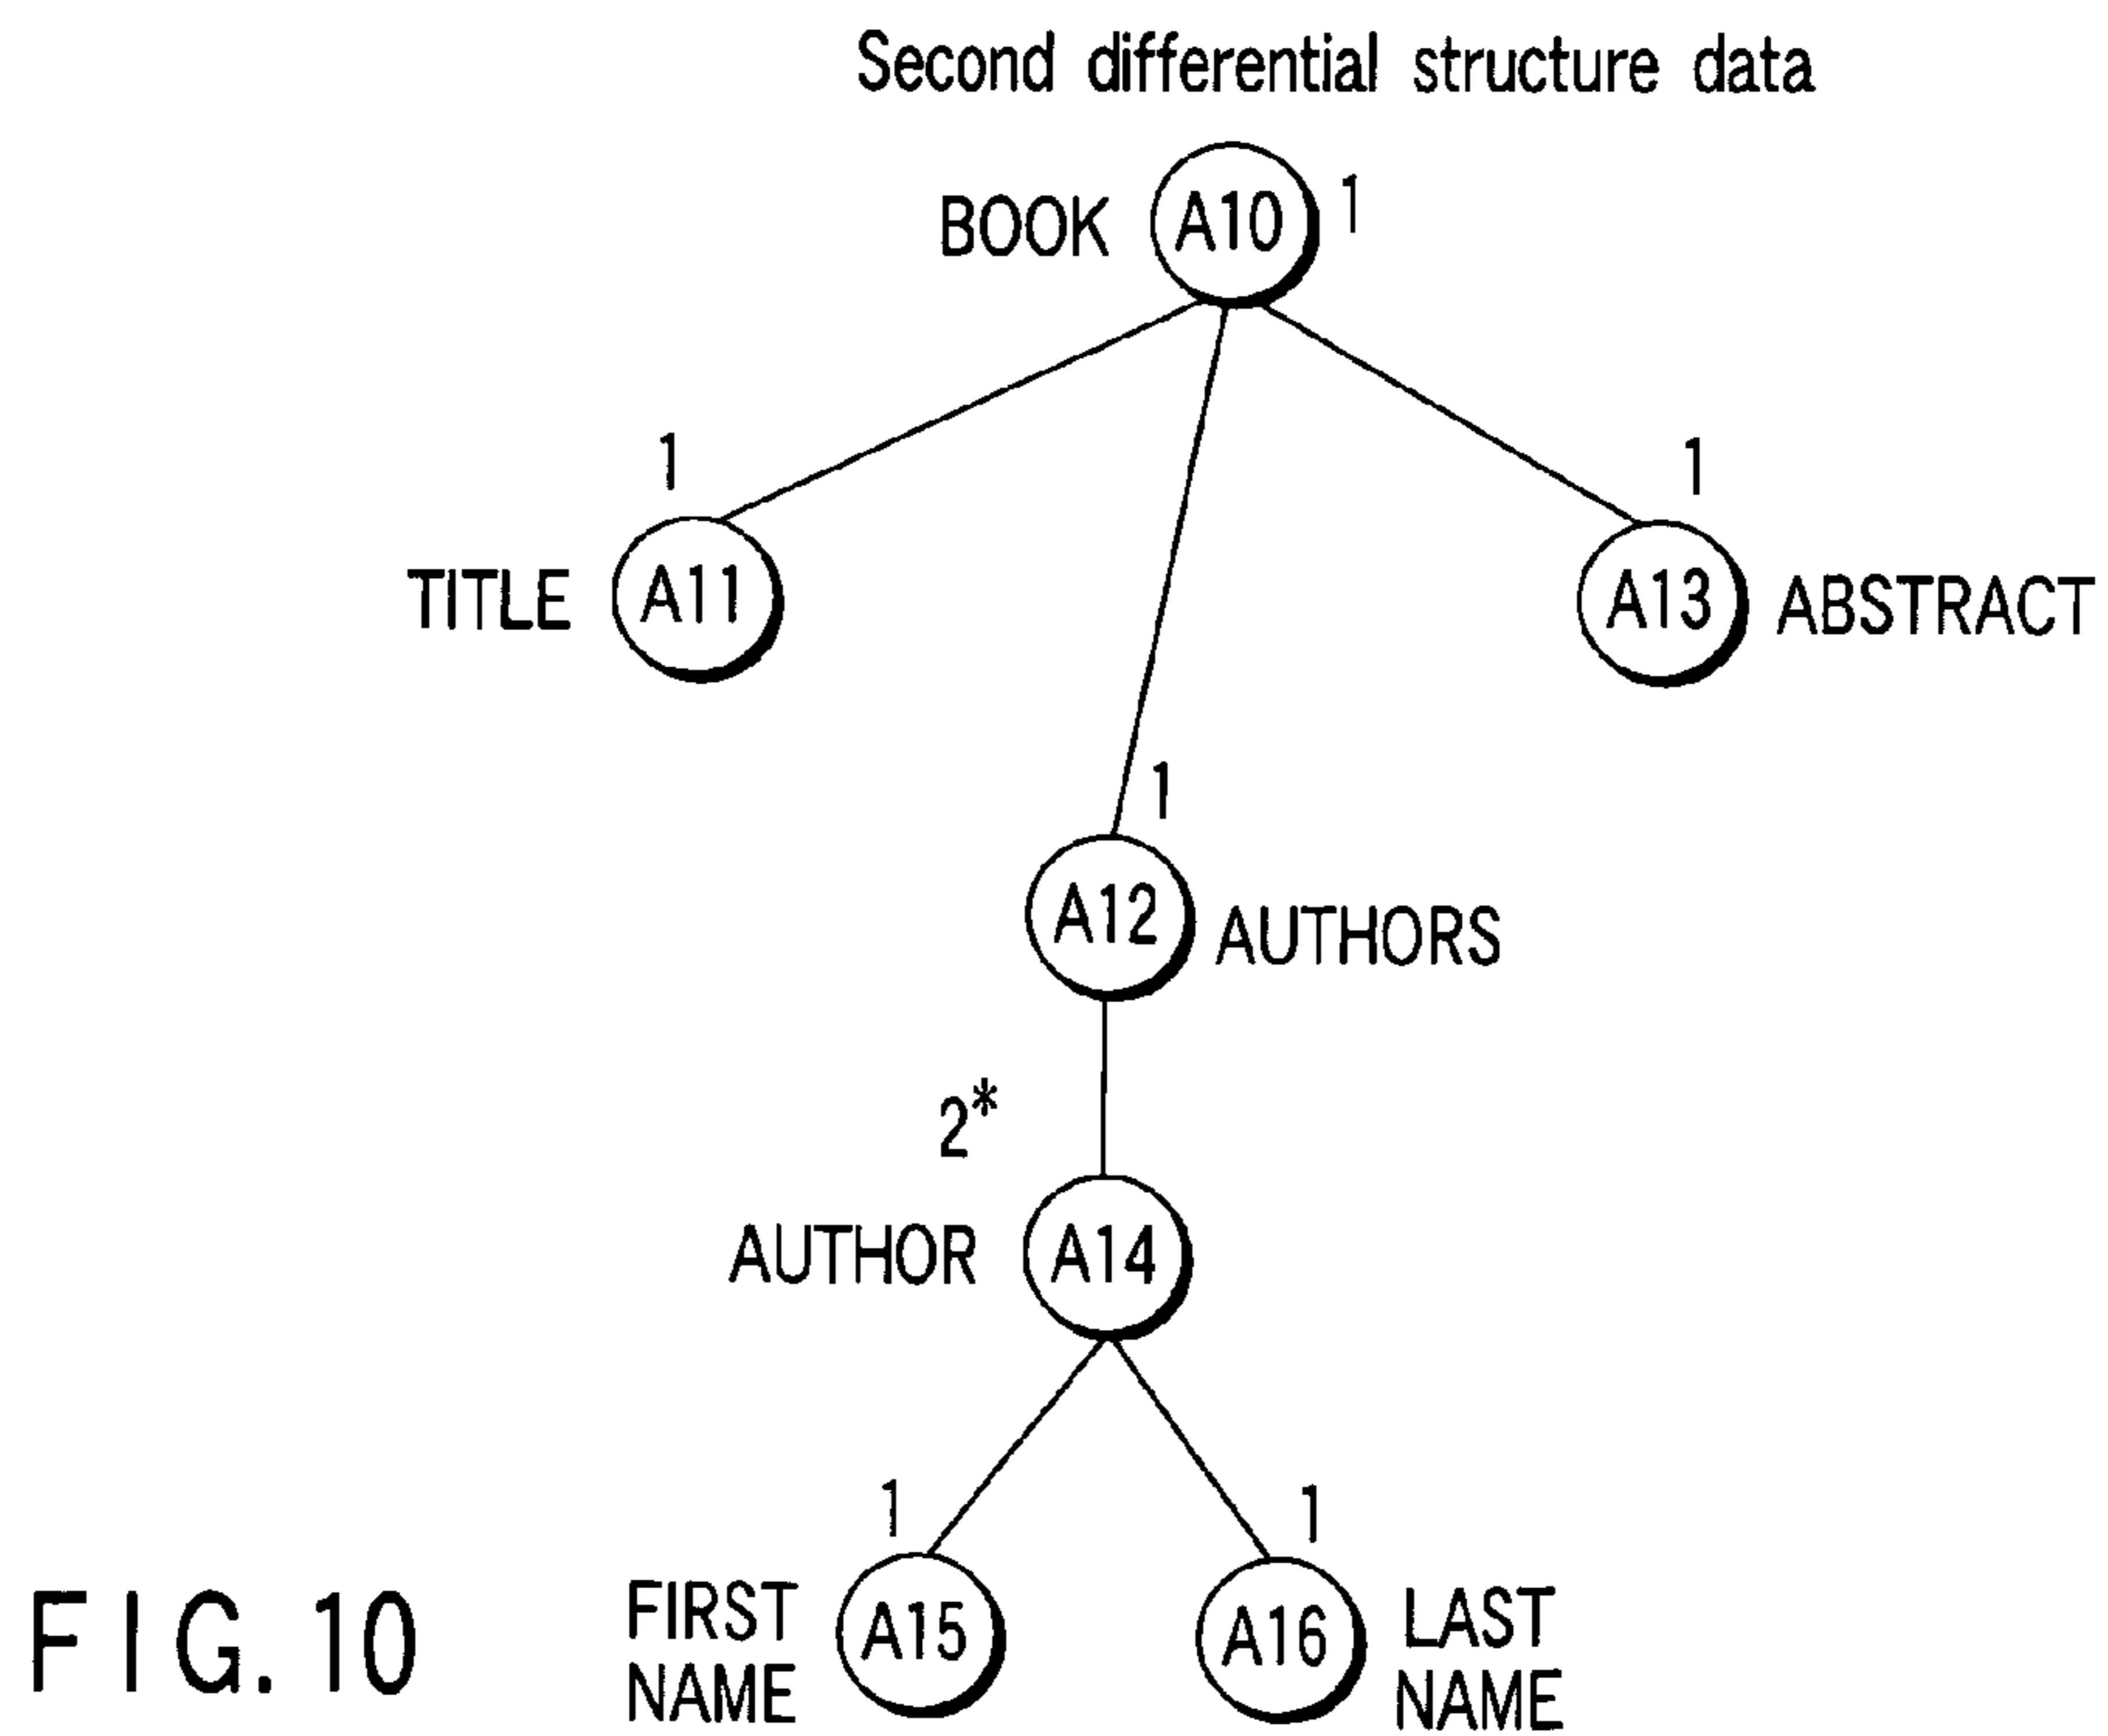 Second differential structure data
BOOK A10 1
1
1
TITLE A11
A13 ABSTRACT
1
A12 AUTHORS
2*
AUTHOR A14
1
1
FIRST NAME A15
A16 LAST NAME
FIG. 10